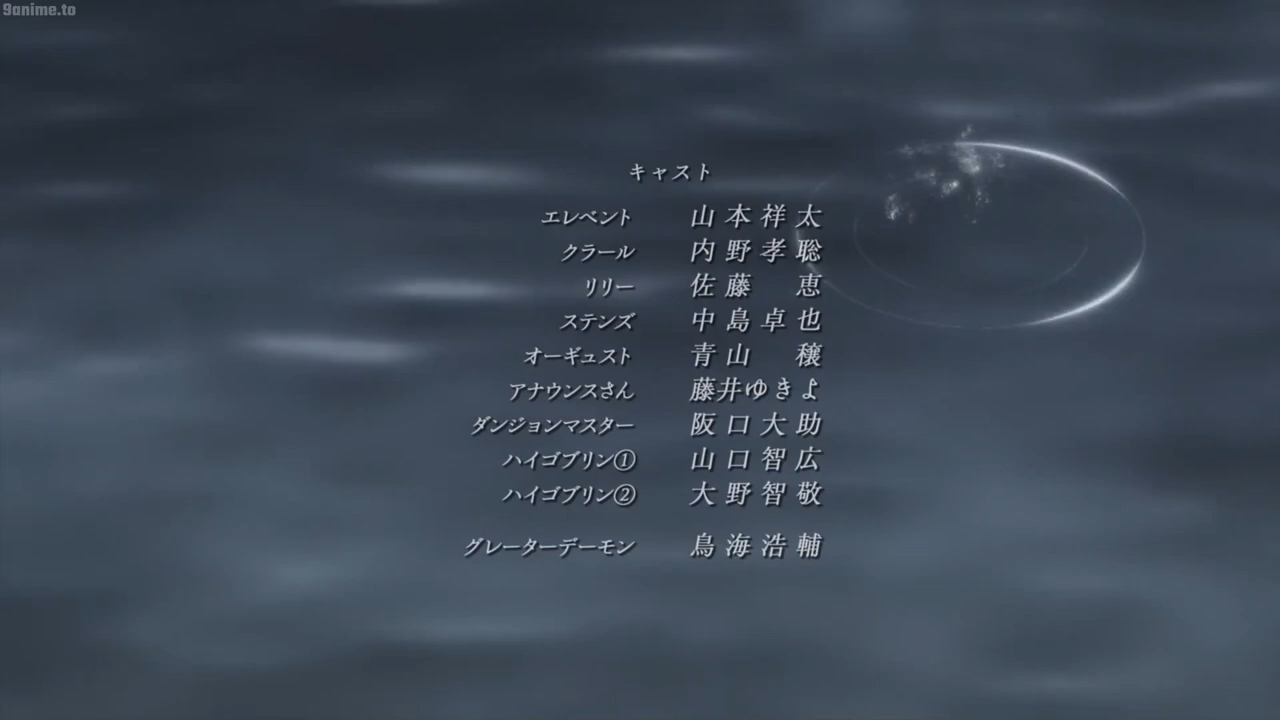 9anime.to
キャスト
エレベント 山本祥太
クラール 内野孝聡
リリー 佐藤 恵
ステンズ 中島卓也
オーギュスト 青山 穣
アナウンスさん 藤井ゆきよ
ダンジョンマスター 阪口大助
ハイゴブリン① 山口智広
ハイゴブリン② 大野智敬
グレーターデーモン 鳥海浩輔